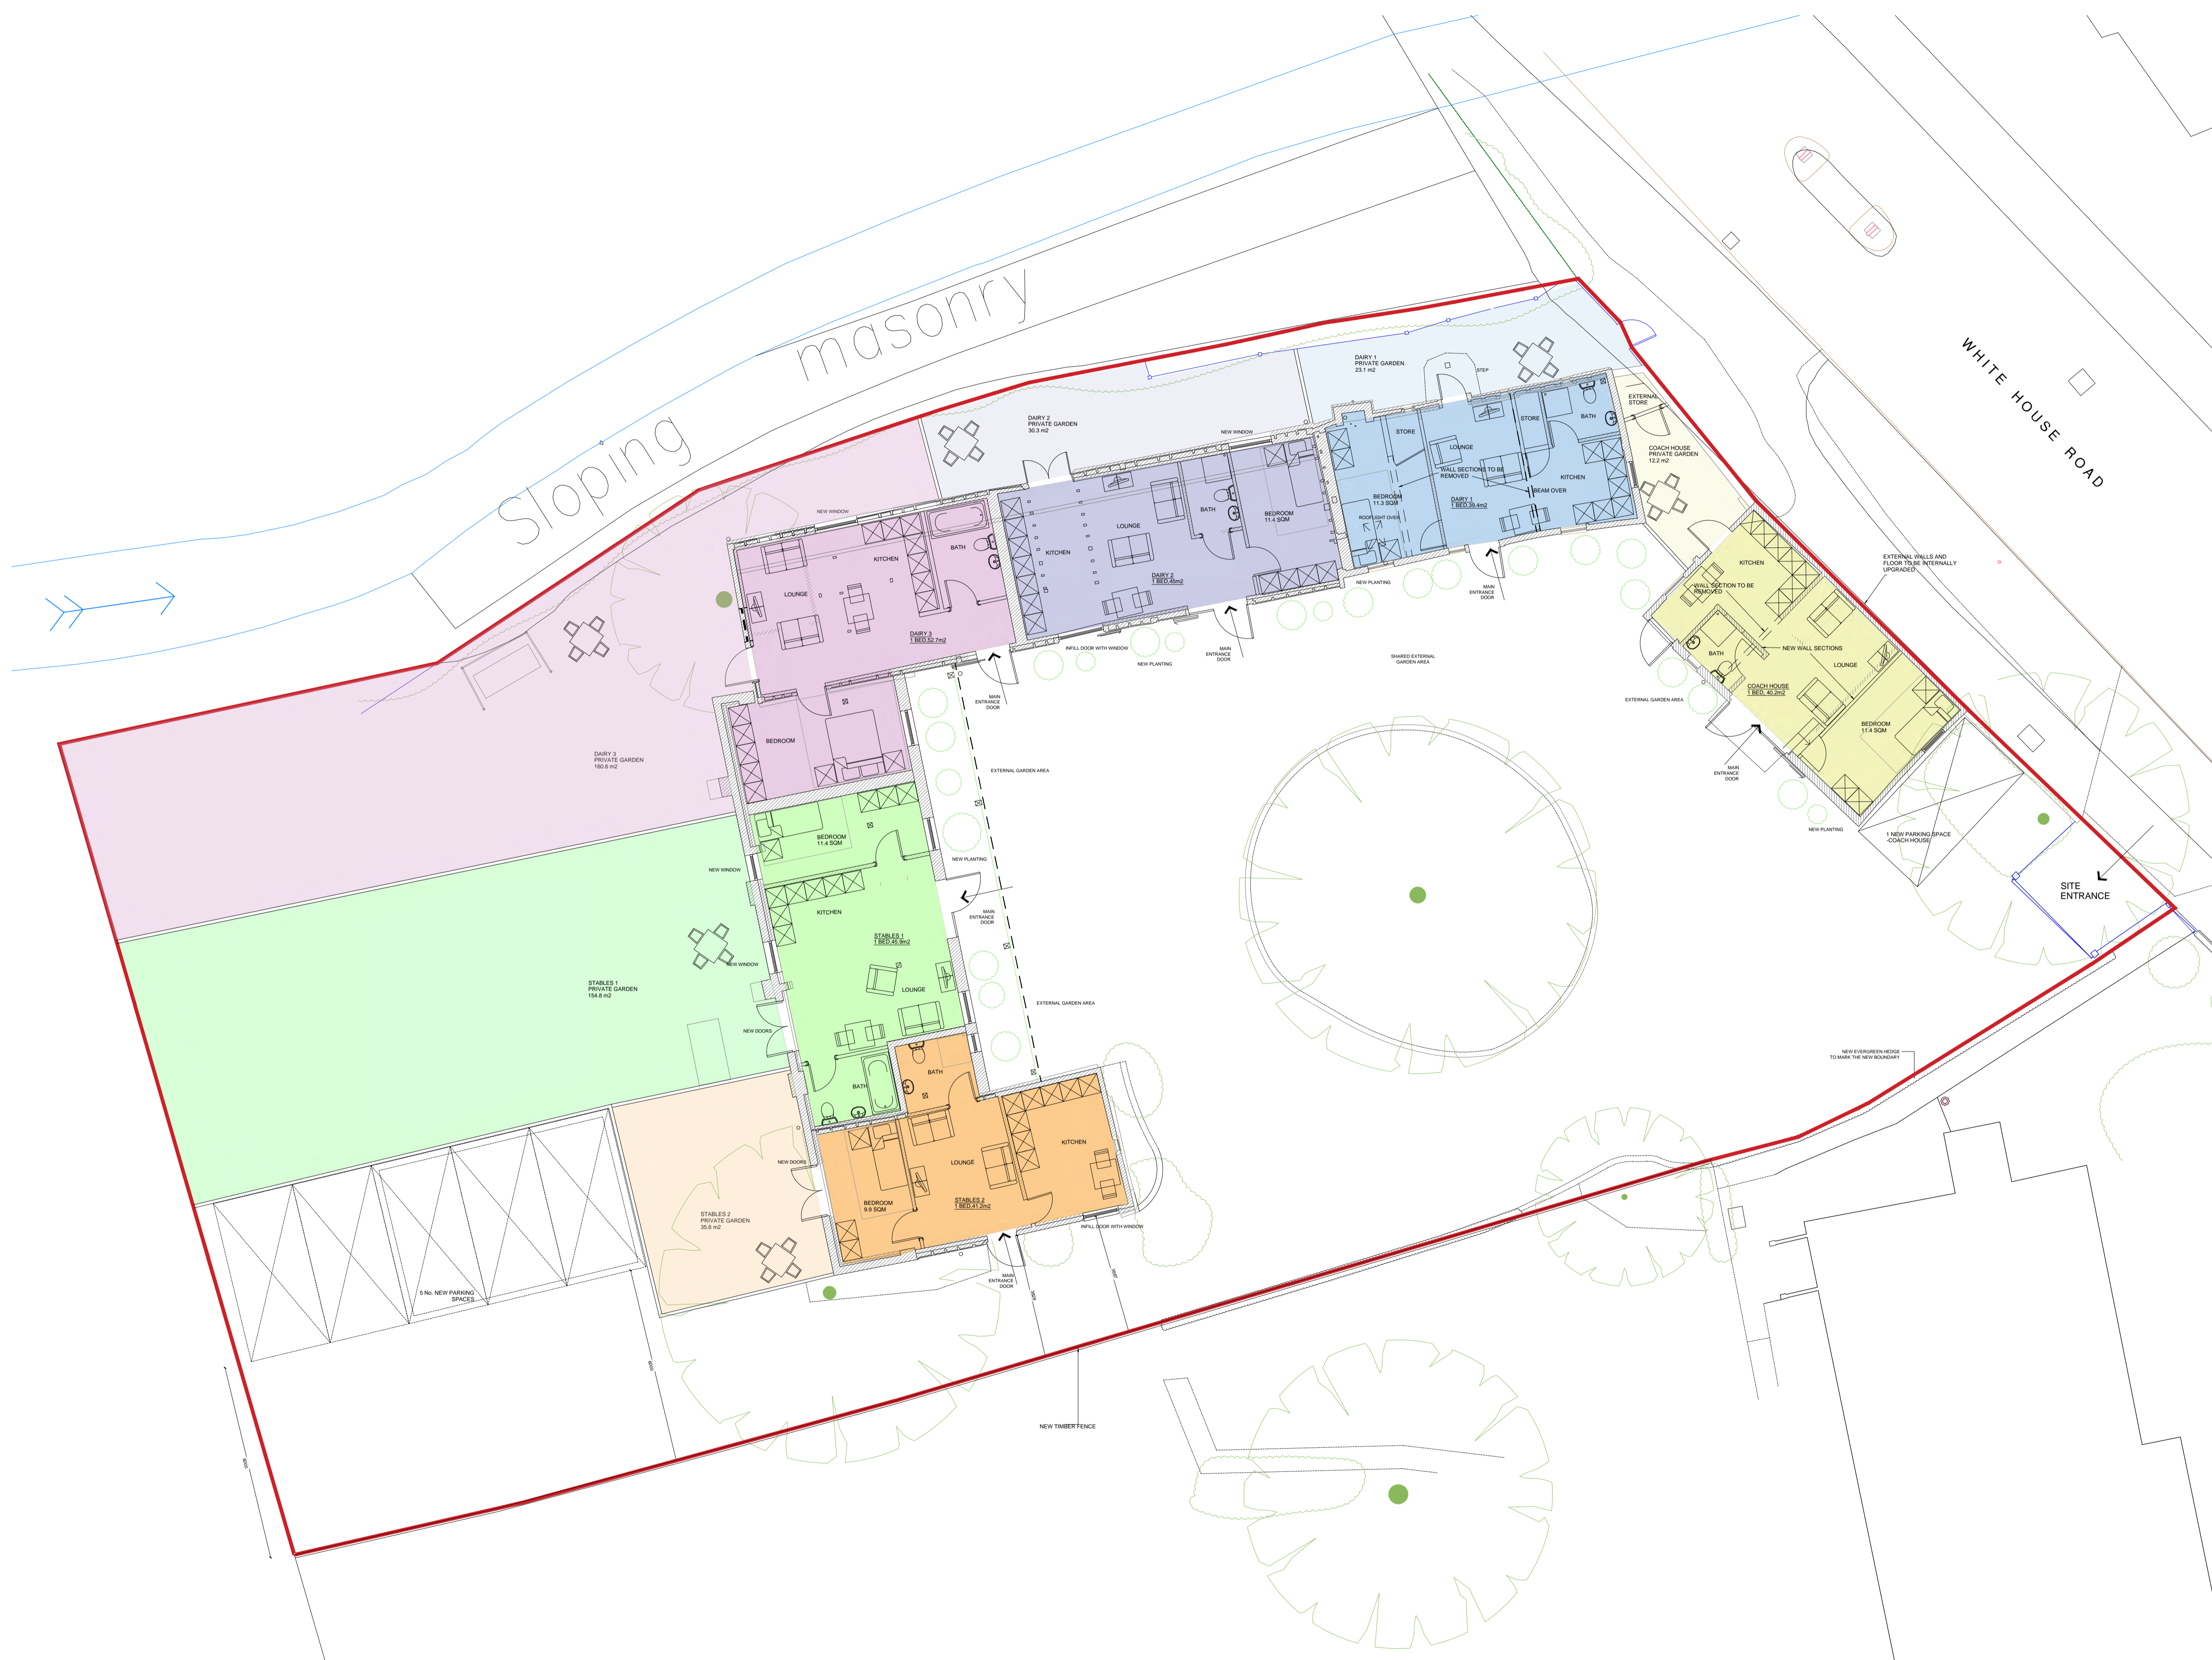 Sloping
masonry
WHITE HOUSE ROAD
DAIRY 1
PRIVATE GARDEN
23.1 m2
STEP
EXTERNAL
STORE
DAIRY 2
PRIVATE GARDEN
30.3 m2
NEW WINDOW
STORE
STORE
BATH
LOUNGE
COACH HOUSE
PRIVATE GARDEN
12.2 m2
WALL SECTIONS TO BE
REMOVED
KITCHEN
BEAM OVER
BEDROOM
11.3 SQM
DAIRY 1
1 BED,39.4m2
ROOFLIGHT OVER
NEW WINDOW
BATH
BEDROOM
11.4 SQM
LOUNGE
KITCHEN
DAIRY 2
1 BED,45m2
KITCHEN
BATH
LOUNGE
DAIRY 3
1 BED,52.7m2
NEW PLANTING
MAIN
ENTRANCE
DOOR
EXTERNAL WALLS AND
FLOOR TO BE INTERNALLY
UPGRADED
KITCHEN
WALL SECTION TO BE
REMOVED
INFILL DOOR WITH WINDOW
MAIN
ENTRANCE
DOOR
NEW PLANTING
SHARED EXTERNAL
GARDEN AREA
BATH
NEW WALL SECTIONS
LOUNGE
COACH HOUSE
1 BED, 40.2m2
EXTERNAL GARDEN AREA
MAIN
ENTRANCE
DOOR
BEDROOM
11.4 SQM
BEDROOM
DAIRY 3
PRIVATE GARDEN
160.6 m2
EXTERNAL GARDEN AREA
MAIN
ENTRANCE
DOOR
NEW PLANTING
1 NEW PARKING SPACE
-COACH HOUSE
BEDROOM
11.4 SQM
NEW WINDOW
NEW PLANTING
SITE
ENTRANCE
KITCHEN
MAIN
ENTRANCE
DOOR
STABLES 1
1 BED,45.9m2
NEW WINDOW
STABLES 1
PRIVATE GARDEN
154.8 m2
LOUNGE
EXTERNAL GARDEN AREA
NEW DOORS
NEW EVERGREEN HEDGE
TO MARK THE NEW BOUNDARY
BATH
BATH
KITCHEN
NEW DOORS
LOUNGE
BEDROOM
9.9 SQM
STABLES 2
1 BED,41.2m2
STABLES 2
PRIVATE GARDEN
35.6 m2
INFILL DOOR WITH WINDOW
MAIN
ENTRANCE
DOOR
5 No. NEW PARKING
SPACES
6000
6000
NEW TIMBER FENCE